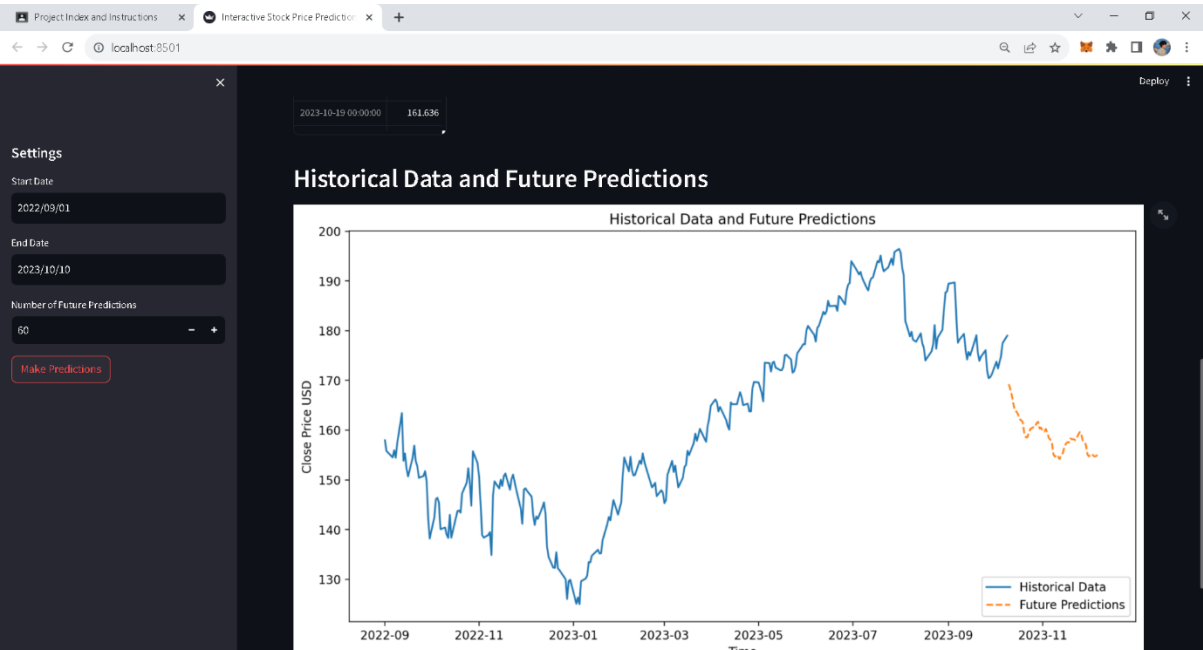 Project Index and Instructions
Interactive Stock Price Prediction
localhost:8501
Deploy
2023-10-19 00:00:00 161.636
Settings
Start Date
2022/09/01
End Date
2023/10/10
Number of Future Predictions
60
Make Predictions
Historical Data and Future Predictions
Historical Data and Future Predictions
200
190
180
170
160
150
140
130
Close Price USD
Historical Data
Future Predictions
2022-09 2022-11 2023-01 2023-03 2023-05 2023-07 2023-09 2023-11
Time